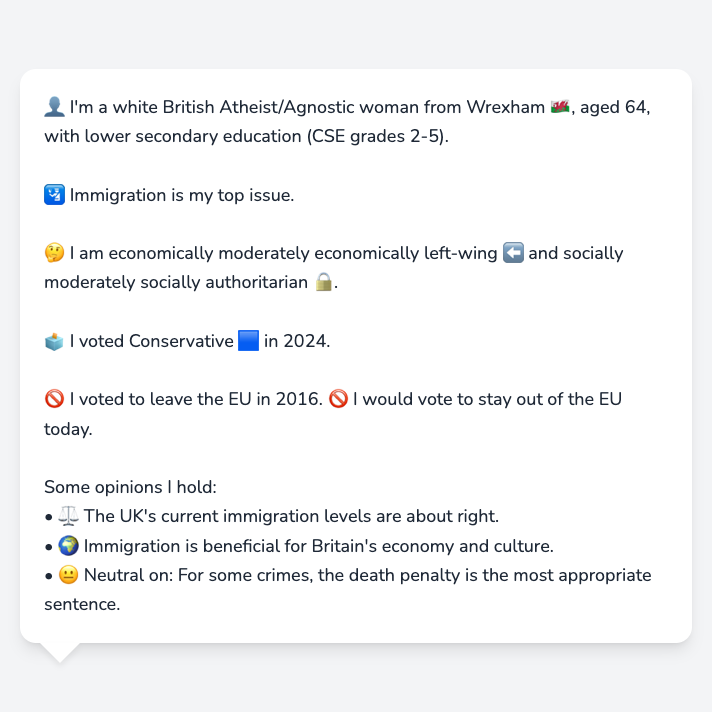 👤 I'm a white British Atheist/Agnostic woman from Wrexham 🏴󠁧󠁢󠁷󠁬󠁳󠁿, aged 64,
with lower secondary education (CSE grades 2-5).
🛂 Immigration is my top issue.
🤔 I am economically moderately economically left-wing ⬅️ and socially
moderately socially authoritarian 🔒.
🗳️ I voted Conservative 🟦 in 2024.
🚫 I voted to leave the EU in 2016. 🚫 I would vote to stay out of the EU
today.
Some opinions I hold:
• ⚖️ The UK's current immigration levels are about right.
• 🌍 Immigration is beneficial for Britain's economy and culture.
• 😐 Neutral on: For some crimes, the death penalty is the most appropriate
sentence.